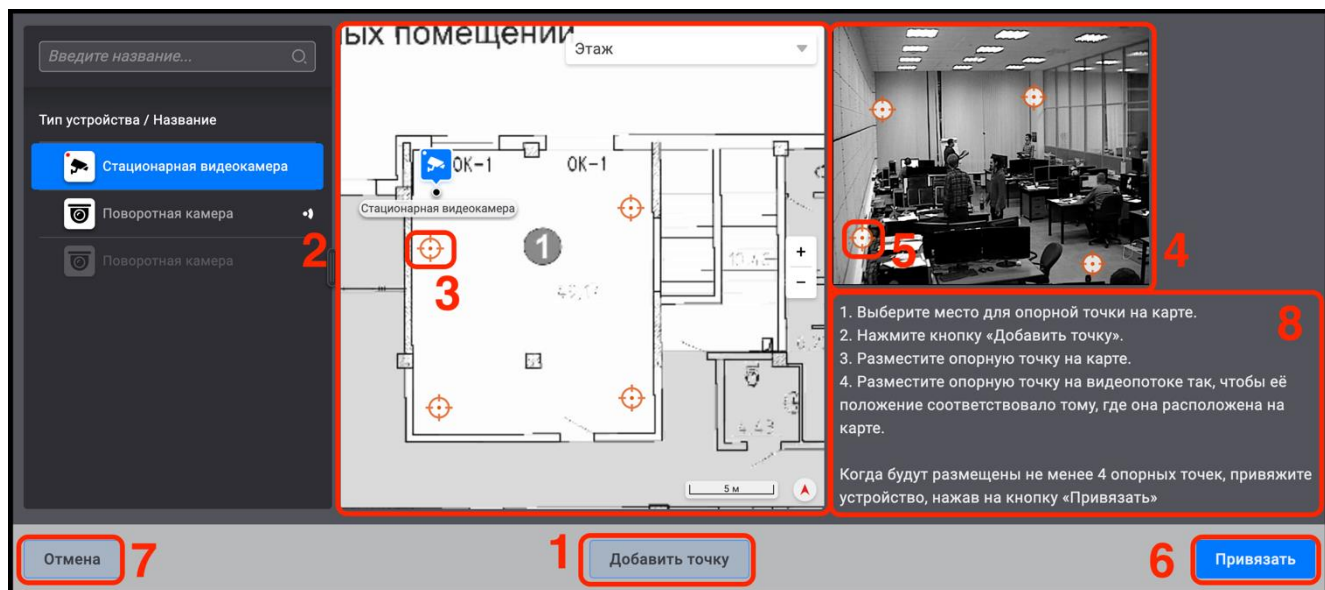 Введите название...
Тип устройства / Название
Стационарная видеокамера
Поворотная камера
Поворотная камера
2
ых помещений
Этаж
ОК-1
ОК-1
Стационарная видеокамера
1
3
+
−
5 м
5
4
8
1. Выберите место для опорной точки на карте.
2. Нажмите кнопку «Добавить точку».
3. Разместите опорную точку на карте.
4. Разместите опорную точку на видеопотоке так, чтобы её
положение соответствовало тому, где она расположена на
карте.
Когда будут размещены не менее 4 опорных точек, привяжите
устройство, нажав на кнопку «Привязать»
Отмена
7
1
Добавить точку
6
Привязать